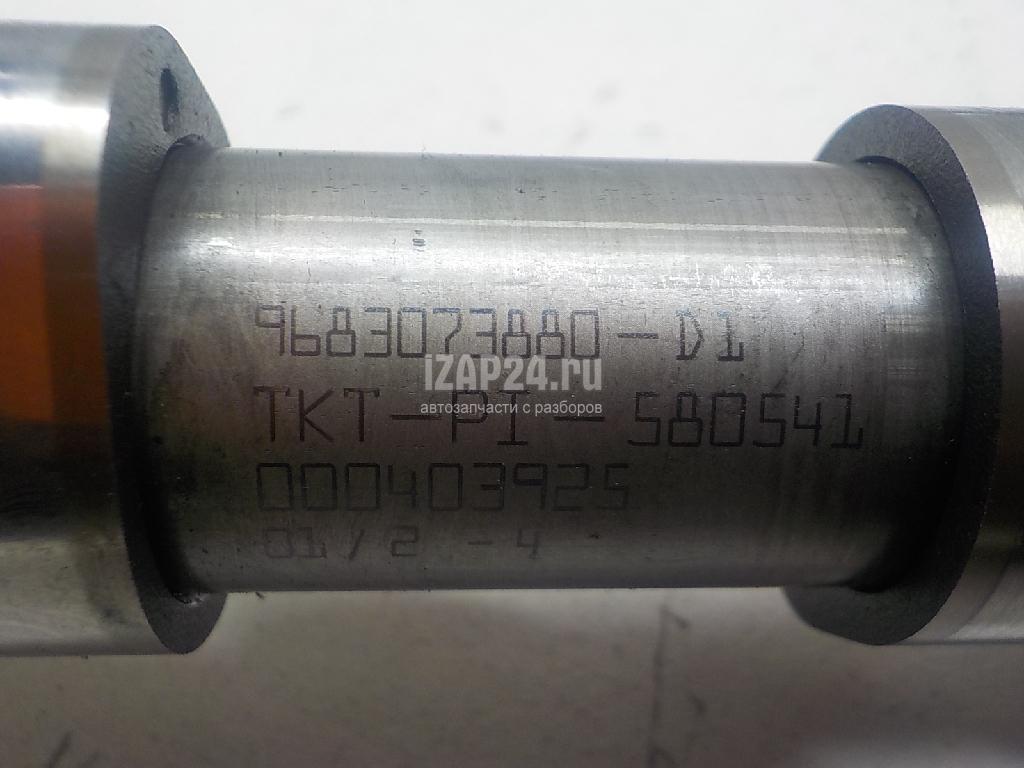 9683073880-D1
iZAP24.ru
автозапчасти с разборов
TKT-PI-580541
000403925
01/2 -4